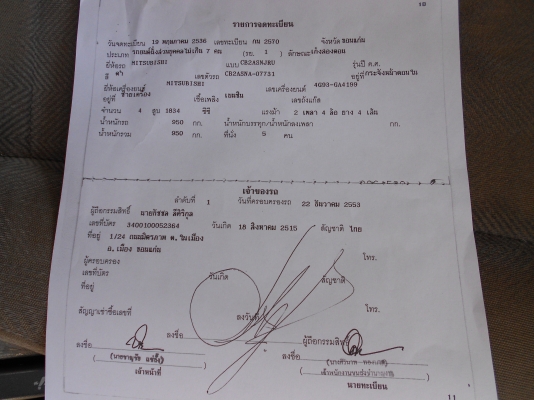 18
รายการจดทะเบียน
วันจดทะเบียน 19 พฤษภาคม 2536 เลขทะเบียน กม 2570 จังหวัด ขอนแก่น
ประเภท รถยนต์นั่งส่วนบุคคลไม่เกิน 7 คน (รย. 1) ลักษณะ เก๋งสองตอน
ยี่ห้อรถ MITSUBISHI แบบ CB2ASNJRU รุ่นปี ค.ศ.
สี ดำ เลขตัวรถ CB2ASNA-07731 อยู่ที่
ยี่ห้อเครื่องยนต์ MITSUBISHI เลขเครื่องยนต์ 4G93-GA4199
อยู่ที่ ซ้ายเครื่อง เชื้อเพลิง เบนซิน เลขถังแก๊ส
จำนวน 4 สูบ 1834 ซีซี แรงม้า 2 เพลา 4 ล้อ ยาง 4 เส้น
น้ำหนักรถ 950 กก. น้ำหนักบรรทุก/น้ำหนักลงเพลา กก.
น้ำหนักรวม 950 กก. ที่นั่ง 5 คน
เจ้าของรถ
ลำดับที่ 1 วันที่ครอบครองรถ 22 ธันวาคม 2553
ผู้ถือกรรมสิทธิ์
เลขที่บัตร 3400100052364 วันเกิด 18 สิงหาคม 2515 สัญชาติ ไทย
ที่อยู่ 1/24 ถนนมิตรภาพ ต.ในเมือง
อ.เมือง ขอนแก่น โทร.
ผู้ครอบครอง
เลขที่บัตร วันเกิด สัญชาติ
ที่อยู่ โทร.
สัญญาเช่าซื้อเลขที่ ลงวันที่
ลงชื่อ ผู้ถือกรรมสิทธิ์
ลงชื่อ ลงชื่อ
เจ้าหน้าที่ นายทะเบียน
11